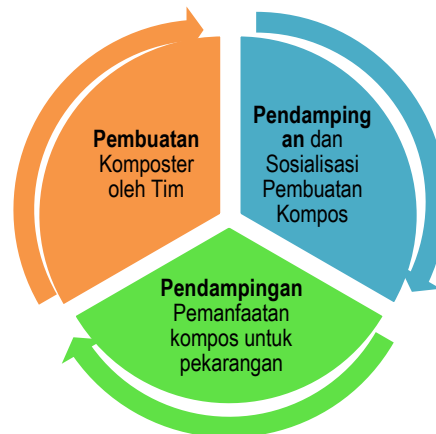 Pembuatan
Komposter
oleh Tim
Pendamping
an dan
Sosialisasi
Pembuatan
Kompos
Pendampingan
Pemanfaatan
kompos untuk
pekarangan